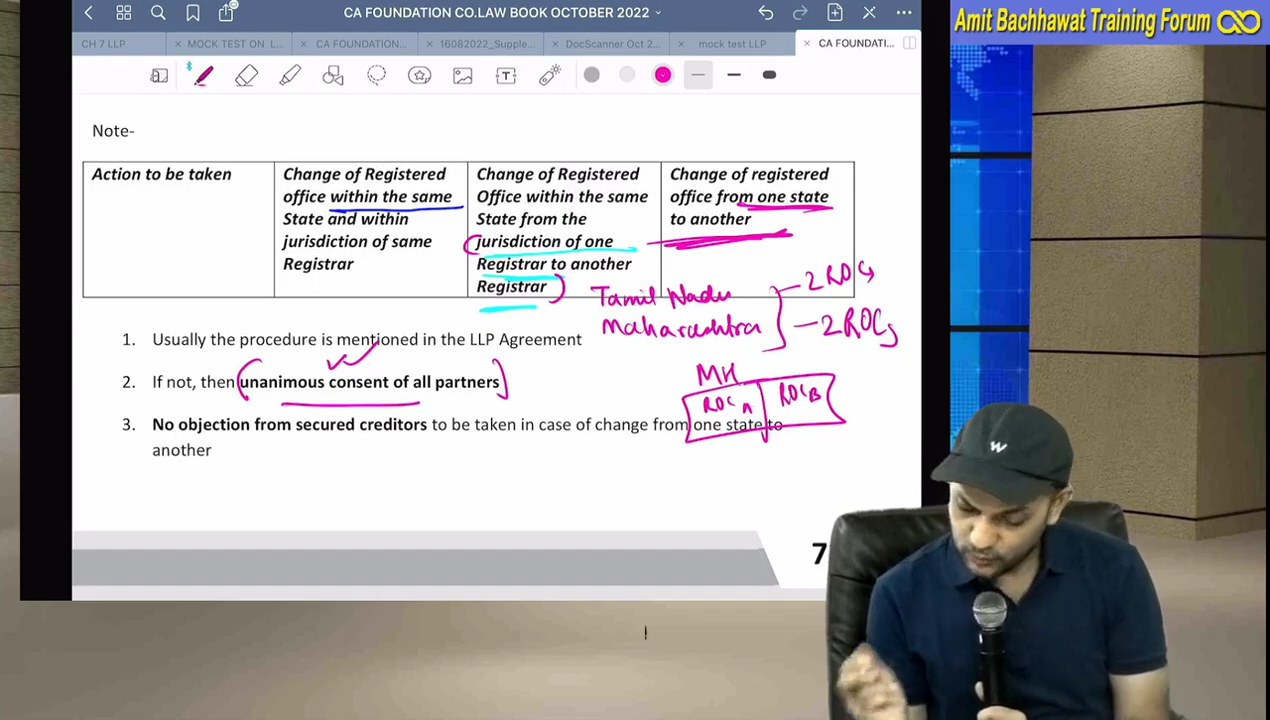 CA FOUNDATION CO.LAW BOOK OCTOBER 2022
Amit Bachhawat Training Forum
CH 7 LLP
MOCK TEST ON L...
CA FOUNDATION...
16082022_Supple...
DocScanner Oct 2...
mock test LLP
CA FOUNDATI...
Note-
Action to be taken
Change of Registered
office within the same
State and within
jurisdiction of same
Registrar
Change of Registered
Office within the same
State from the
jurisdiction of one
Registrar to another
Registrar
Change of registered
office from one state
to another
Tamil Nadu
Maharashtra
2 ROCs
2 ROCs
1. Usually the procedure is mentioned in the LLP Agreement
2. If not, then unanimous consent of all partners
MH
ROC A
ROC B
3. No objection from secured creditors to be taken in case of change from one state to
another
7
W